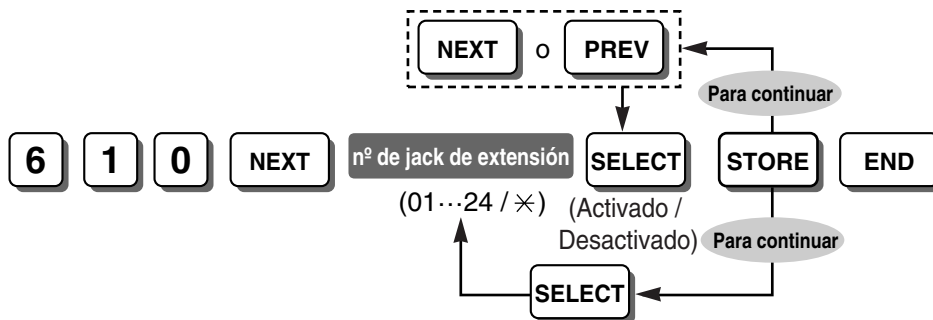 NEXT o PREV
Para continuar
6 1 0 NEXT nº de jack de extensión SELECT STORE END
(01···24 / ✳) (Activado / Desactivado)
Para continuar
SELECT